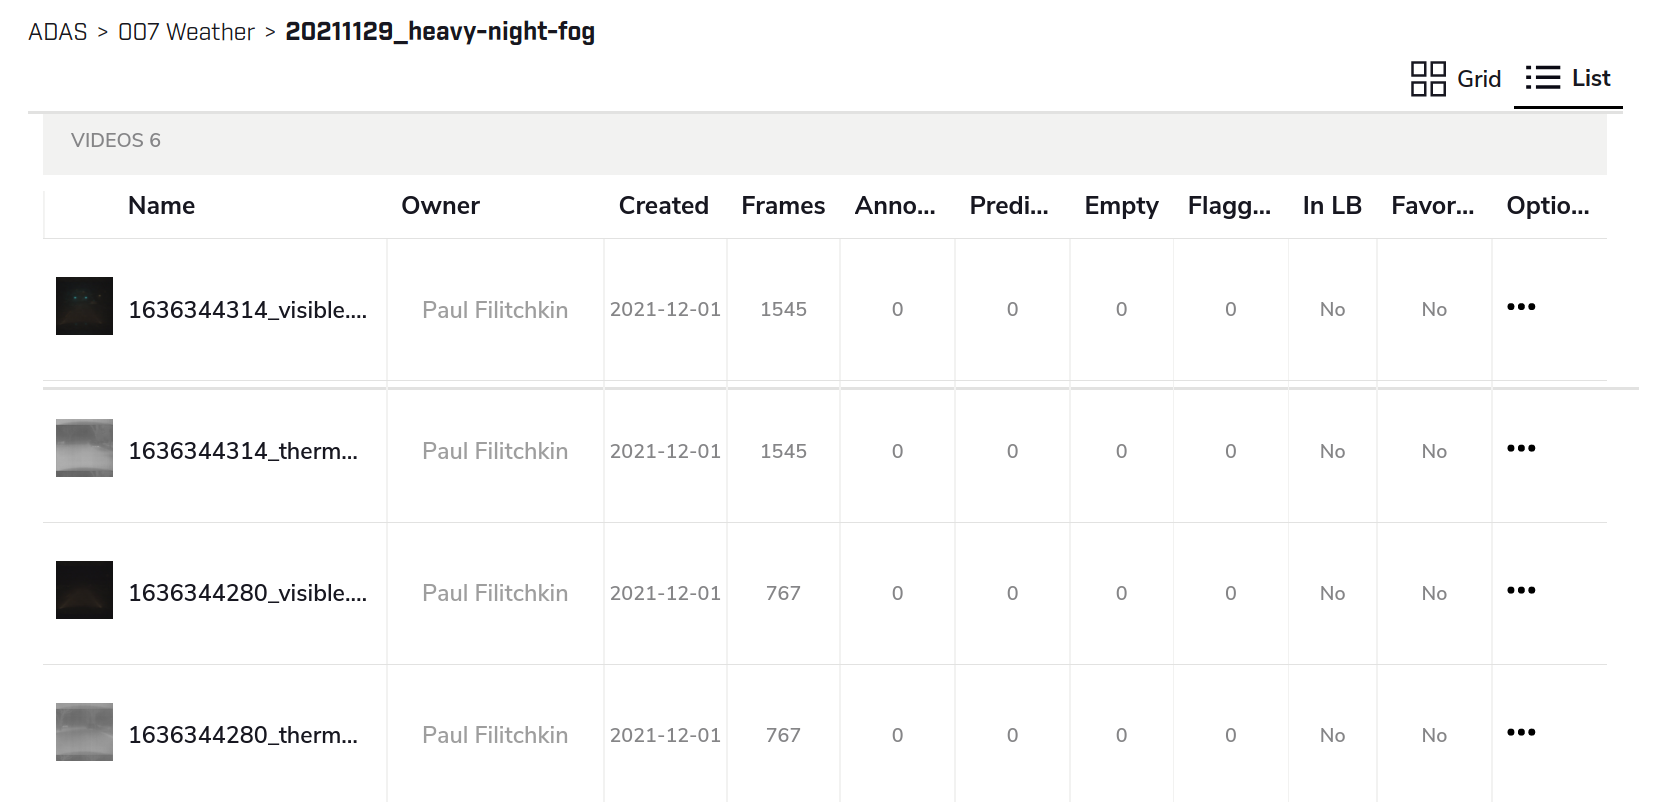 ADAS > 007 Weather > 20211129_heavy-night-fog
Grid List
VIDEOS 6
Name Owner Created Frames Anno... Predi... Empty Flagg... In LB Favor... Optio...
1636344314_visible.... Paul Filitchkin 2021-12-01 1545 0 0 0 0 No No •••
1636344314_therm... Paul Filitchkin 2021-12-01 1545 0 0 0 0 No No •••
1636344280_visible.... Paul Filitchkin 2021-12-01 767 0 0 0 0 No No •••
1636344280_therm... Paul Filitchkin 2021-12-01 767 0 0 0 0 No No •••